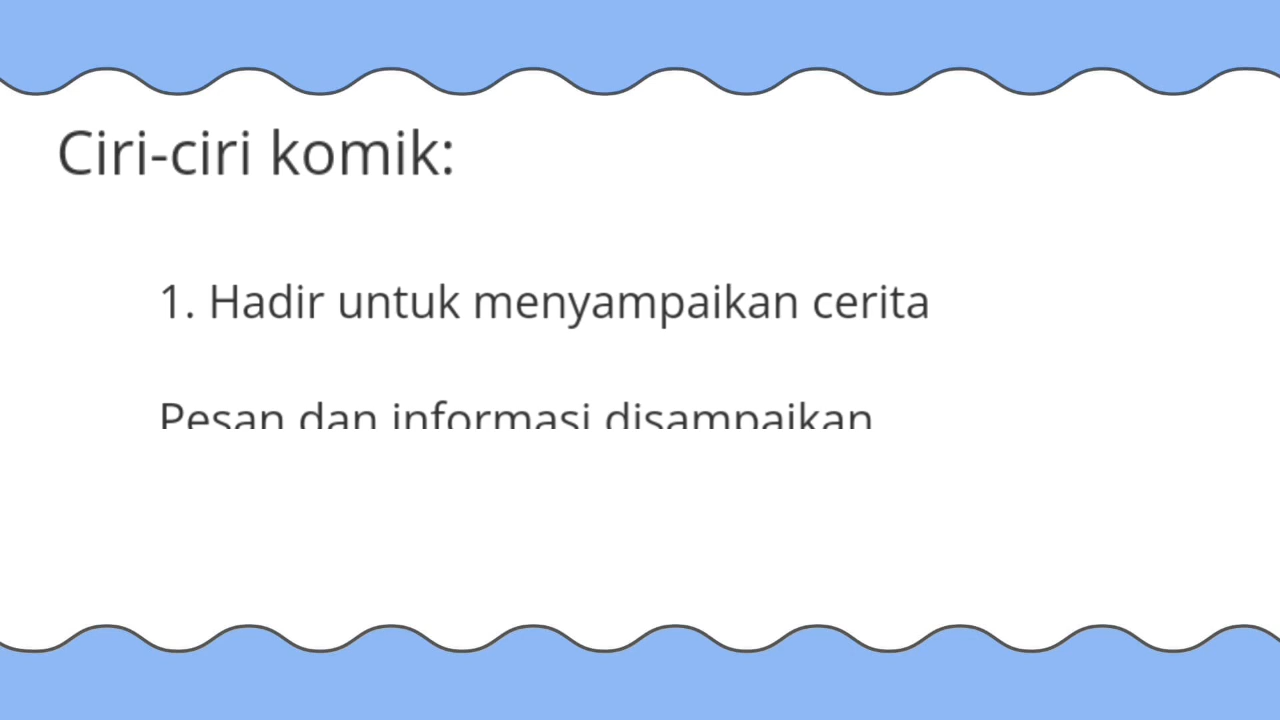 Ciri-ciri komik:
1. Hadir untuk menyampaikan cerita
Pesan dan informasi disampaikan